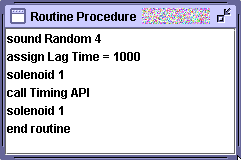 Routine Procedure
sound Random 4
assign Lag Time = 1000
solenoid 1
call Timing API
solenoid 1
end routine